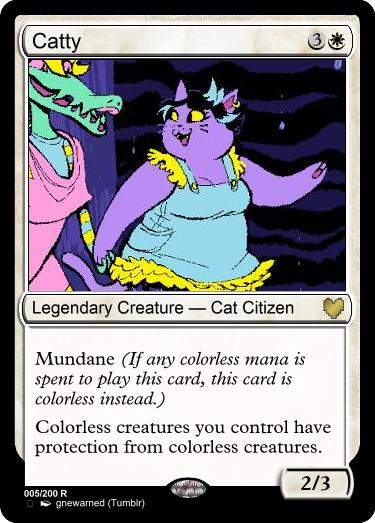 Catty 3
Legendary Creature — Cat Citizen
Mundane (If any colorless mana is
spent to play this card, this card is
colorless instead.)
Colorless creatures you control have
protection from colorless creatures.
2/3
005/200 R
gnewarned (Tumblr)